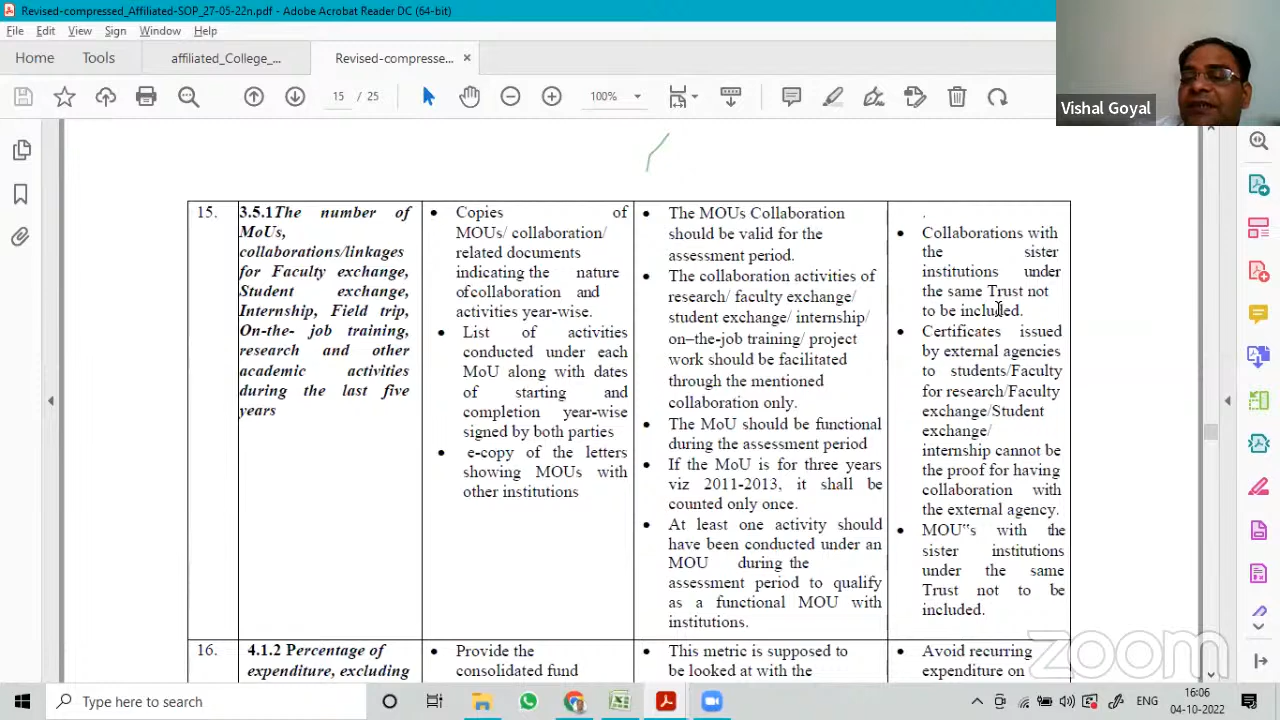 Revised-compressed_Affiliated-SOP_27-05-22n.pdf - Adobe Acrobat Reader DC (64-bit)
File Edit View Sign Window Help
Home Tools affiliated_College_... Revised-compresse... ×
15 / 25 100%
Vishal Goyal
15.
3.5.1The number of
MoUs,
collaborations/linkages
for Faculty exchange,
Student exchange,
Internship, Field trip,
On-the- job training,
research and other
academic activities
during the last five
years
• Copies of
MOUs/ collaboration/
related documents
indicating the nature
ofcollaboration and
activities year-wise.
• List of activities
conducted under each
MoU along with dates
of starting and
completion year-wise
signed by both parties
• e-copy of the letters
showing MOUs with
other institutions
• The MOUs Collaboration
should be valid for the
assessment period.
• The collaboration activities of
research/ faculty exchange/
student exchange/ internship/
on–the-job training/ project
work should be facilitated
through the mentioned
collaboration only.
• The MoU should be functional
during the assessment period
• If the MoU is for three years
viz 2011-2013, it shall be
counted only once.
• At least one activity should
have been conducted under an
MOU during the
assessment period to qualify
as a functional MOU with
institutions.
.
• Collaborations with
the sister
institutions under
the same Trust not
to be included.
• Certificates issued
by external agencies
to students/Faculty
for research/Faculty
exchange/Student
exchange/
internship cannot be
the proof for having
collaboration with
the external agency.
• MOU‟s with the
sister institutions
under the same
Trust not to be
included.
16.
4.1.2 Percentage of
expenditure, excluding
• Provide the
consolidated fund
• This metric is supposed to
be looked at with the
• Avoid recurring
expenditure on
zoom
Type here to search
ENG
16:06
04-10-2022